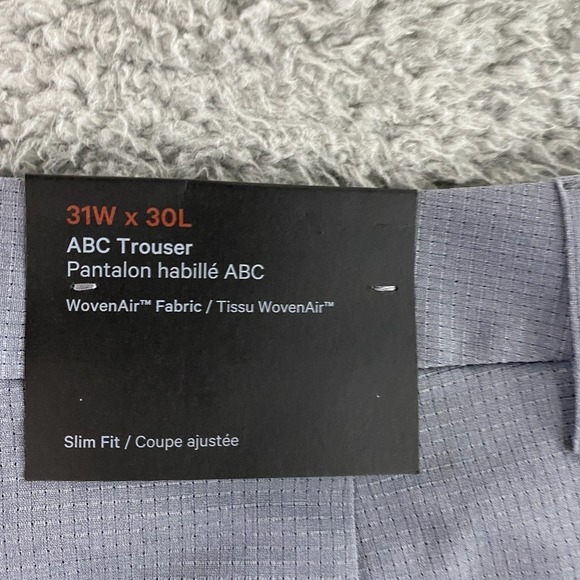 31W x 30L
ABC Trouser
Pantalon habillé ABC
WovenAir™ Fabric / Tissu WovenAir™
Slim Fit / Coupe ajustée